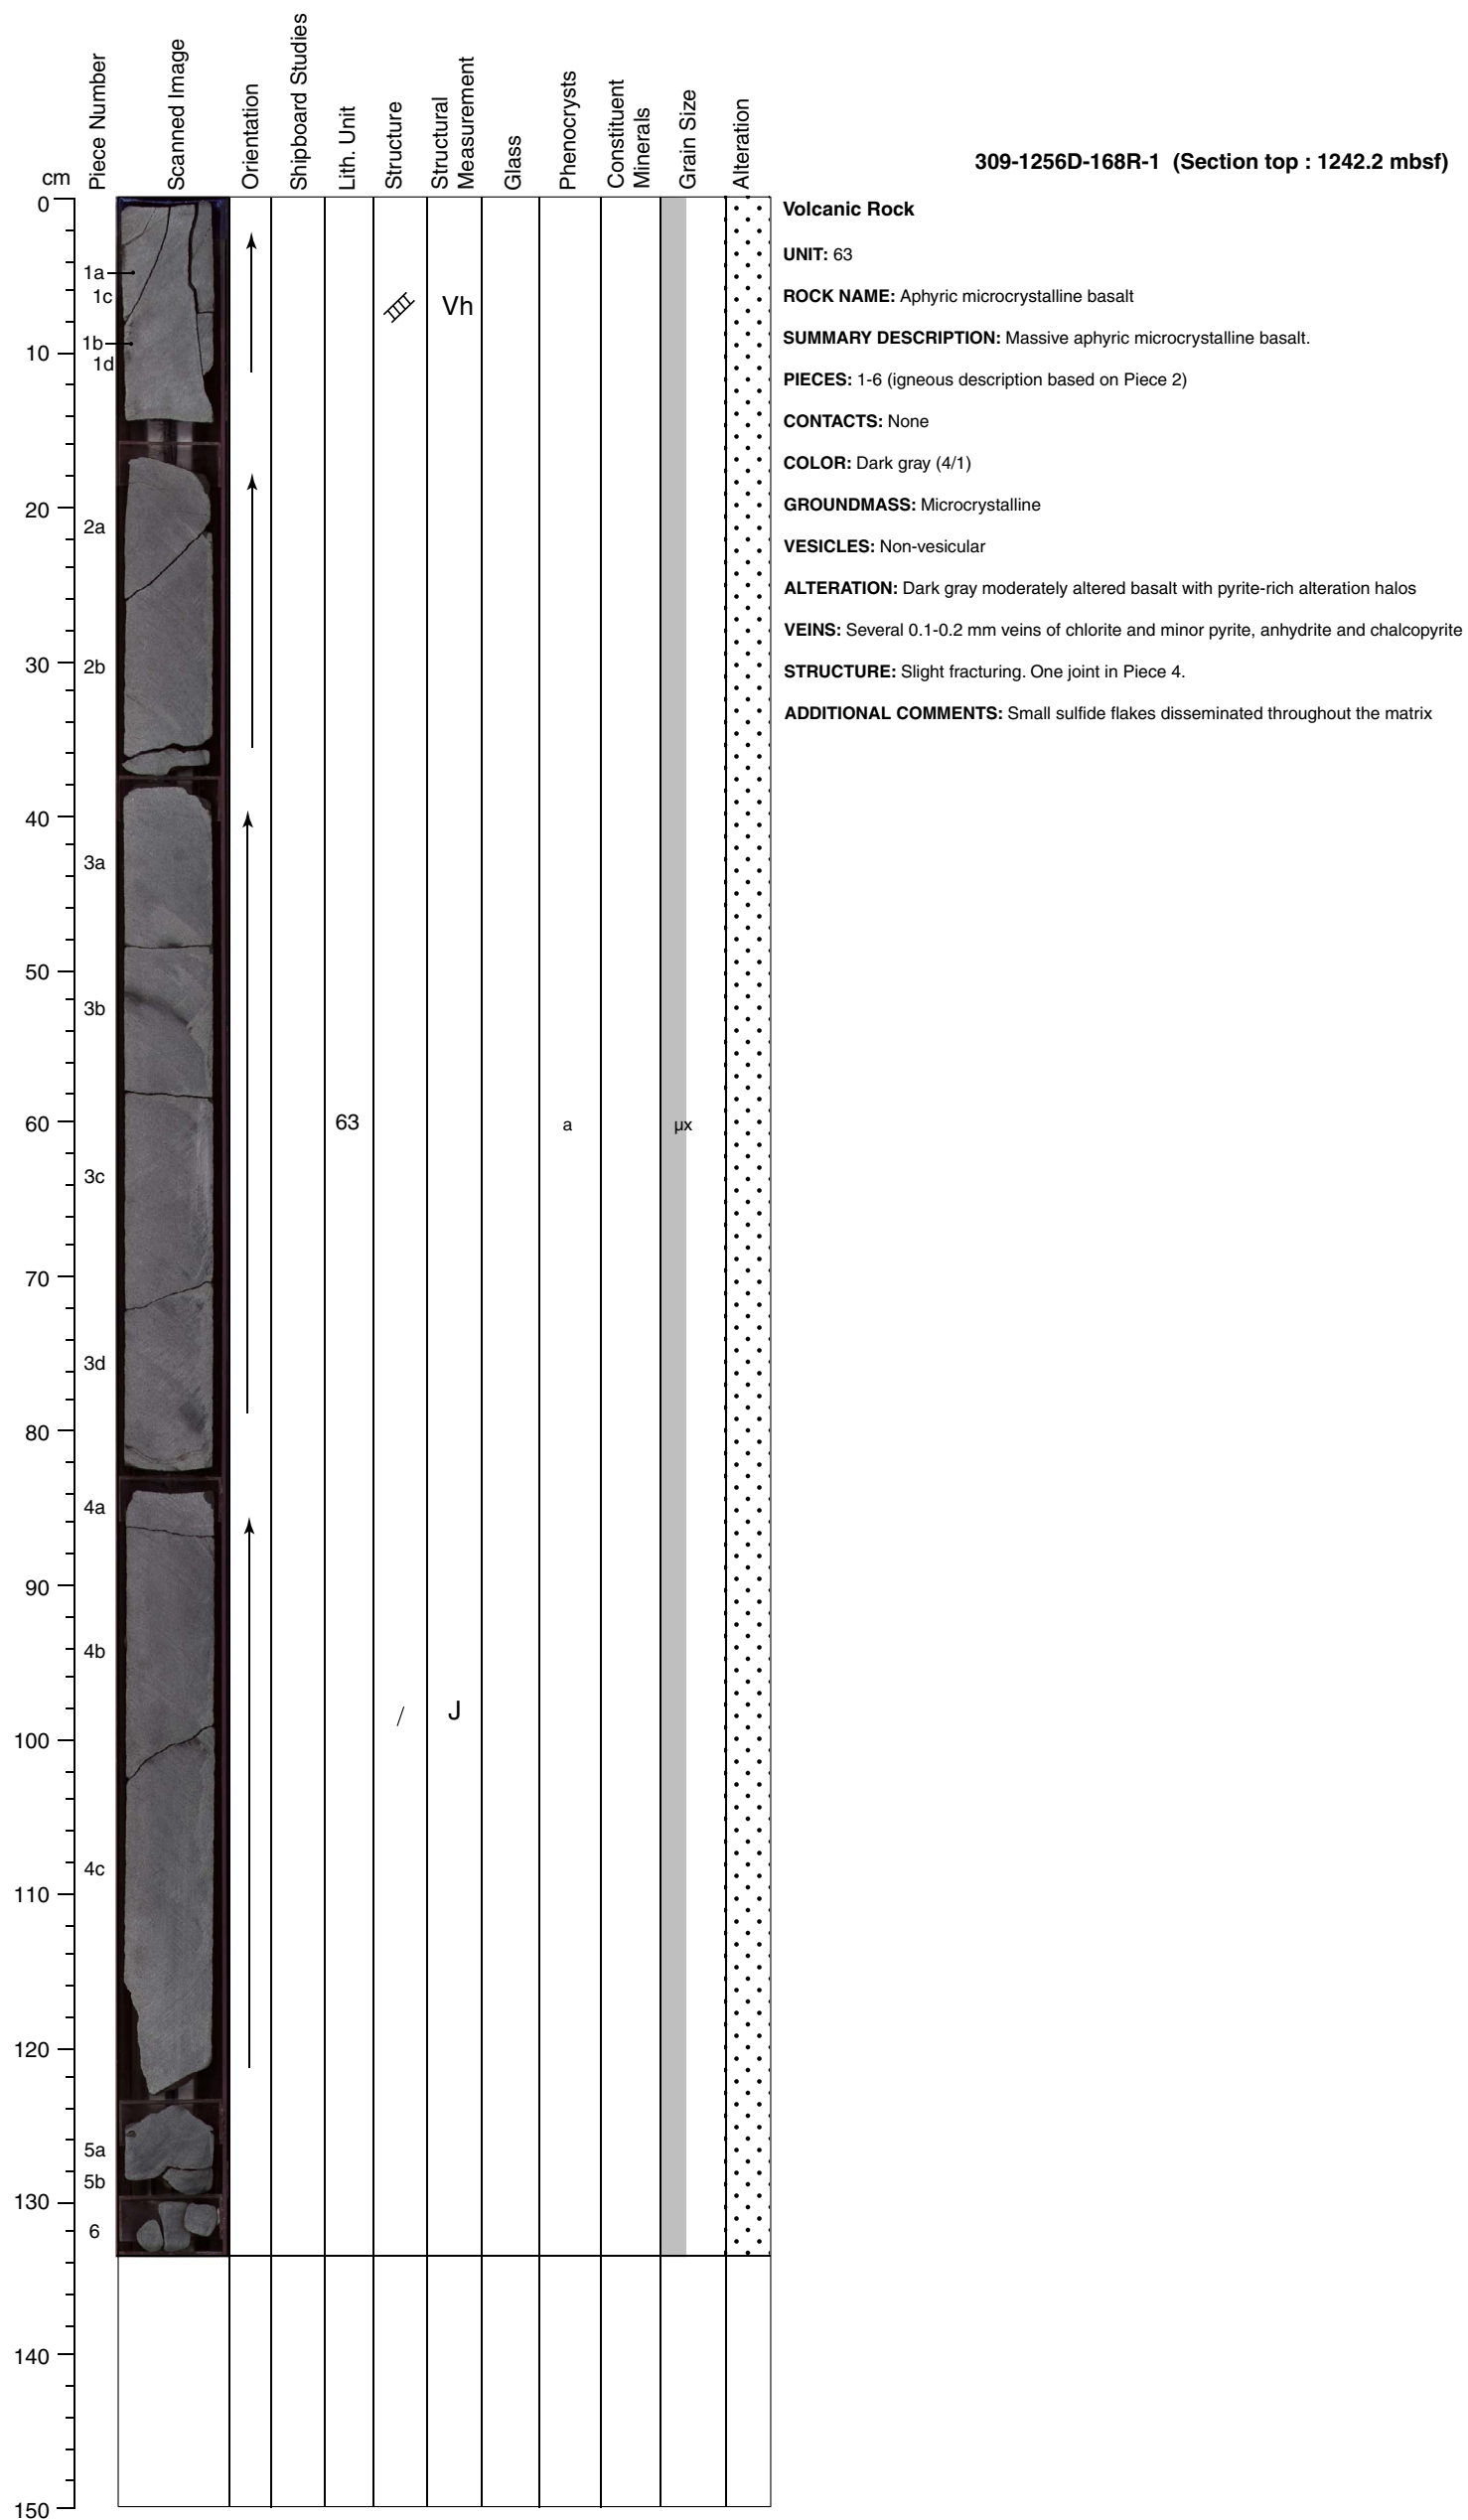 cm
Piece Number
Scanned Image
Orientation
Shipboard Studies
Lith. Unit
Structure
Structural
Measurement
Glass
Phenocrysts
Constituent
Minerals
Grain Size
Alteration
309-1256D-168R-1 (Section top : 1242.2 mbsf)
Volcanic Rock
UNIT: 63
ROCK NAME: Aphyric microcrystalline basalt
SUMMARY DESCRIPTION: Massive aphyric microcrystalline basalt.
PIECES: 1-6 (igneous description based on Piece 2)
CONTACTS: None
COLOR: Dark gray (4/1)
GROUNDMASS: Microcrystalline
VESICLES: Non-vesicular
ALTERATION: Dark gray moderately altered basalt with pyrite-rich alteration halos
VEINS: Several 0.1-0.2 mm veins of chlorite and minor pyrite, anhydrite and chalcopyrite
STRUCTURE: Slight fracturing. One joint in Piece 4.
ADDITIONAL COMMENTS: Small sulfide flakes disseminated throughout the matrix
0
1a
1c
Vh
1b
10
1d
20
2a
30
2b
40
3a
50
3b
60
63
a
µx
3c
70
3d
80
4a
90
4b
J
100
4c
110
120
5a
5b
130
6
140
150